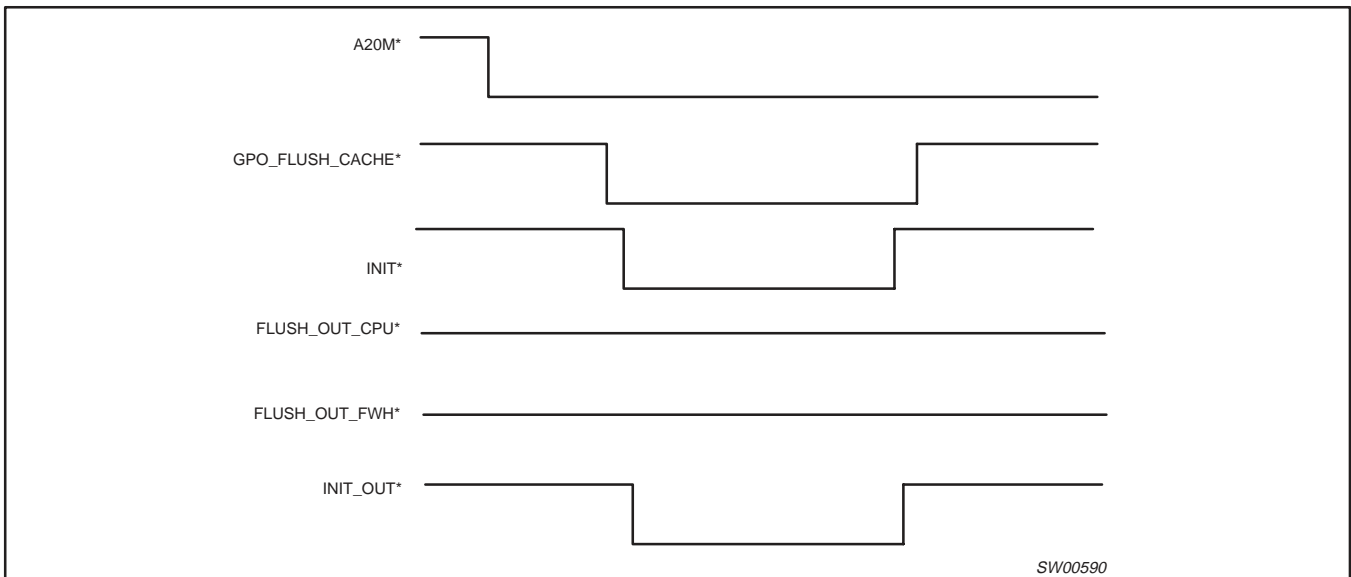 A20M*
GPO_FLUSH_CACHE*
INIT*
FLUSH_OUT_CPU*
FLUSH_OUT_FWH*
INIT_OUT*
SW00590